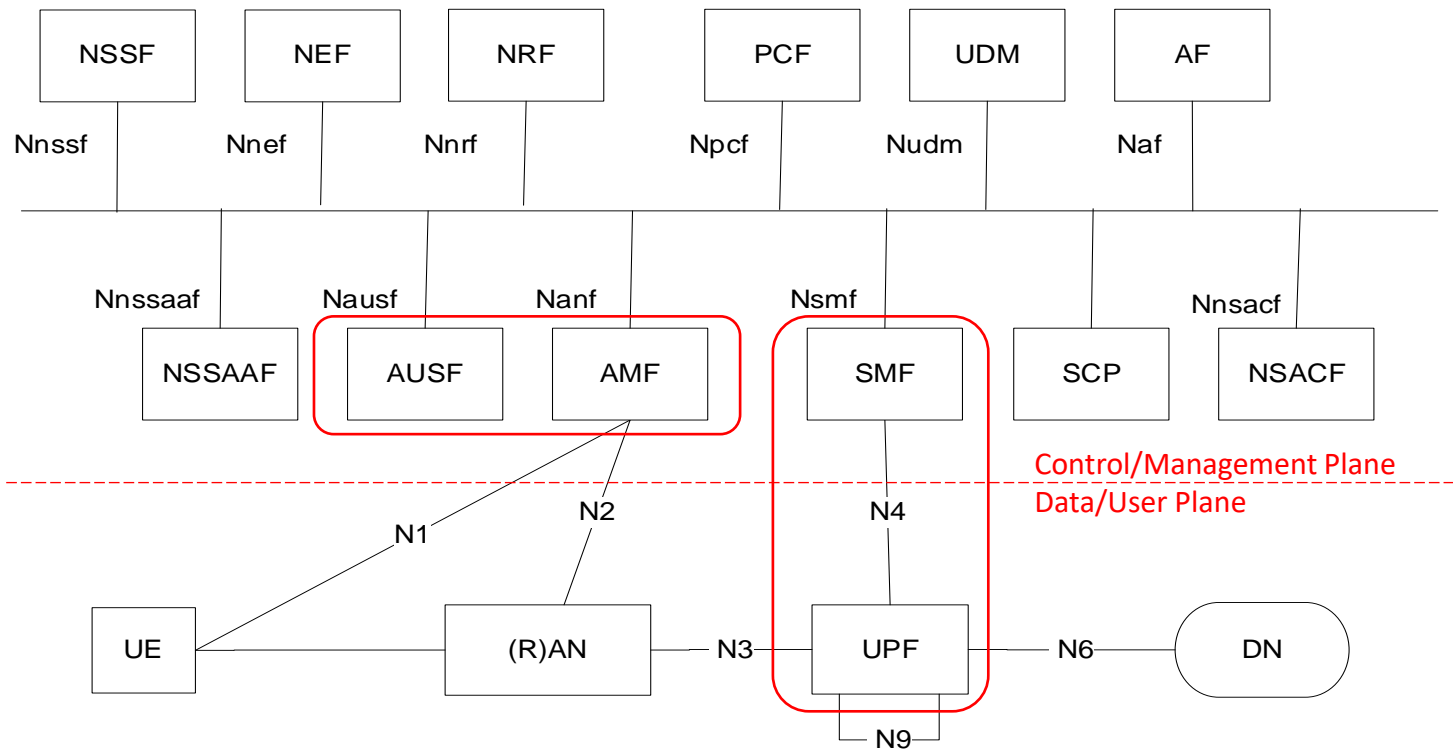 NSSF
NEF
NRF
PCF
UDM
AF
Nnssf
Nnef
Nnrf
Npcf
Nudm
Naf
Nnssaaf
Nausf
Nanf
Nsmf
Nnsacf
NSSAAF
AUSF
AMF
SMF
SCP
NSACF
Control/Management Plane
Data/User Plane
N1
N2
N4
UE
(R)AN
N3
UPF
N6
DN
N9